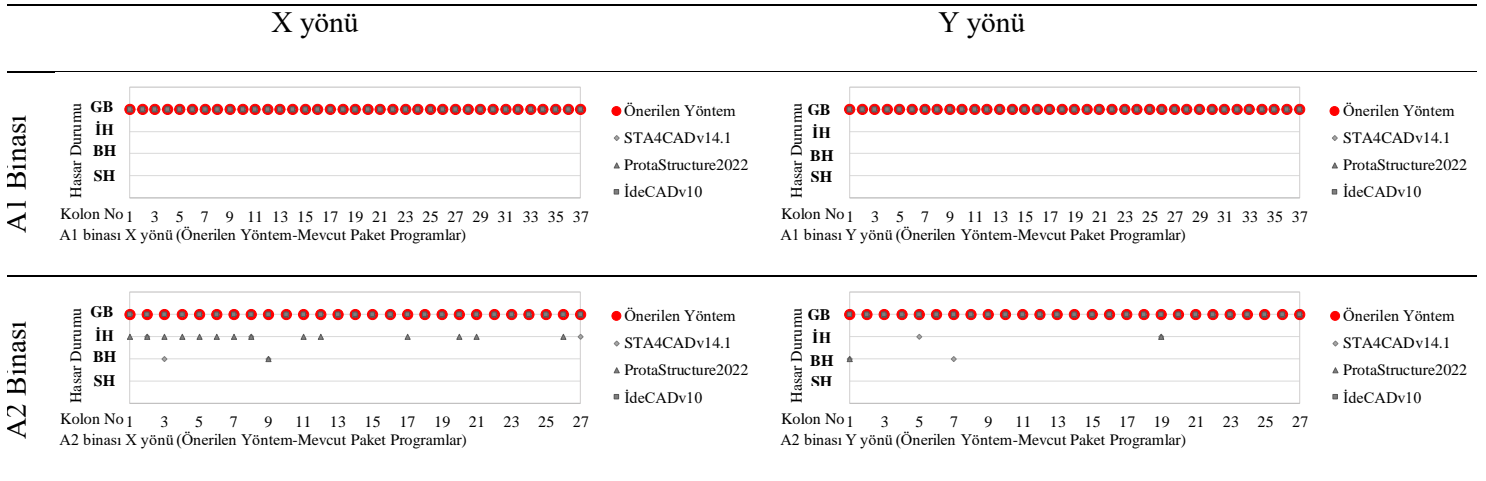 X yönü Y yönü
A1 Binası
Hasar Durumu
GB
İH
BH
SH
Önerilen Yöntem
STA4CADv14.1
ProtaStructure2022
İdeCADv10
Kolon No 1 3 5 7 9 11 13 15 17 19 21 23 25 27 29 31 33 35 37
A1 binası X yönü (Önerilen Yöntem-Mevcut Paket Programlar)
Hasar Durumu
GB
İH
BH
SH
Önerilen Yöntem
STA4CADv14.1
ProtaStructure2022
İdeCADv10
Kolon No 1 3 5 7 9 11 13 15 17 19 21 23 25 27 29 31 33 35 37
A1 binası Y yönü (Önerilen Yöntem-Mevcut Paket Programlar)
A2 Binası
Hasar Durumu
GB
İH
BH
SH
Önerilen Yöntem
STA4CADv14.1
ProtaStructure2022
İdeCADv10
Kolon No 1 3 5 7 9 11 13 15 17 19 21 23 25 27
A2 binası X yönü (Önerilen Yöntem-Mevcut Paket Programlar)
Hasar Durumu
GB
İH
BH
SH
Önerilen Yöntem
STA4CADv14.1
ProtaStructure2022
İdeCADv10
Kolon No 1 3 5 7 9 11 13 15 17 19 21 23 25 27
A2 binası Y yönü (Önerilen Yöntem-Mevcut Paket Programlar)